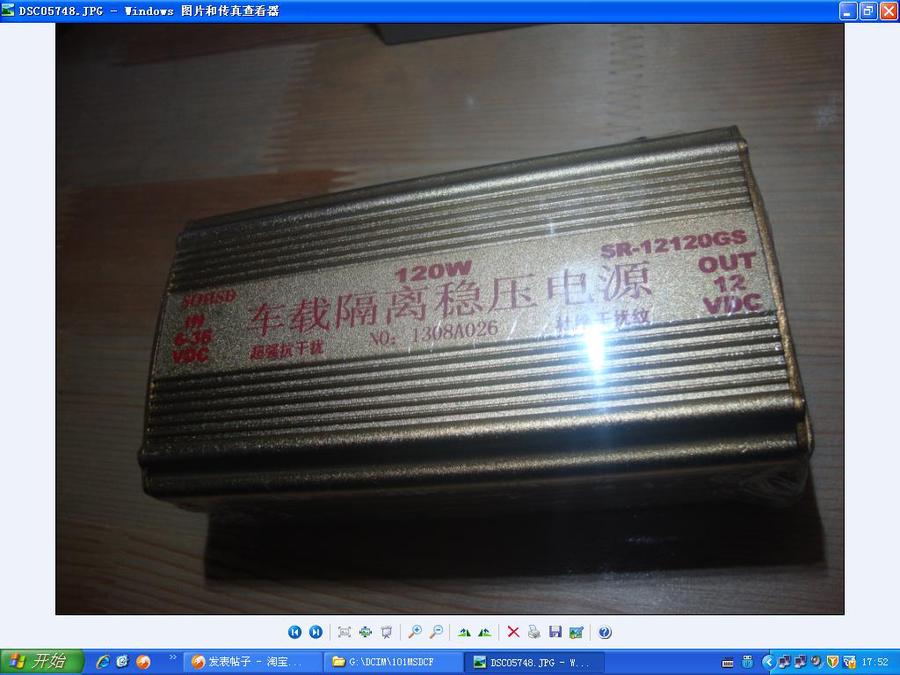 DSC05748.JPG - Windows 图片和传真查看器
SR-12120GS
120W
OUT
12
VDC
车载隔离稳压电源
IN
6-36
VDC
超强抗干扰
NO: 1308A026
开始
发表帖子 - 淘宝...
G:\DCIM\101MSDCF
DSC05748.JPG - W...
17:52